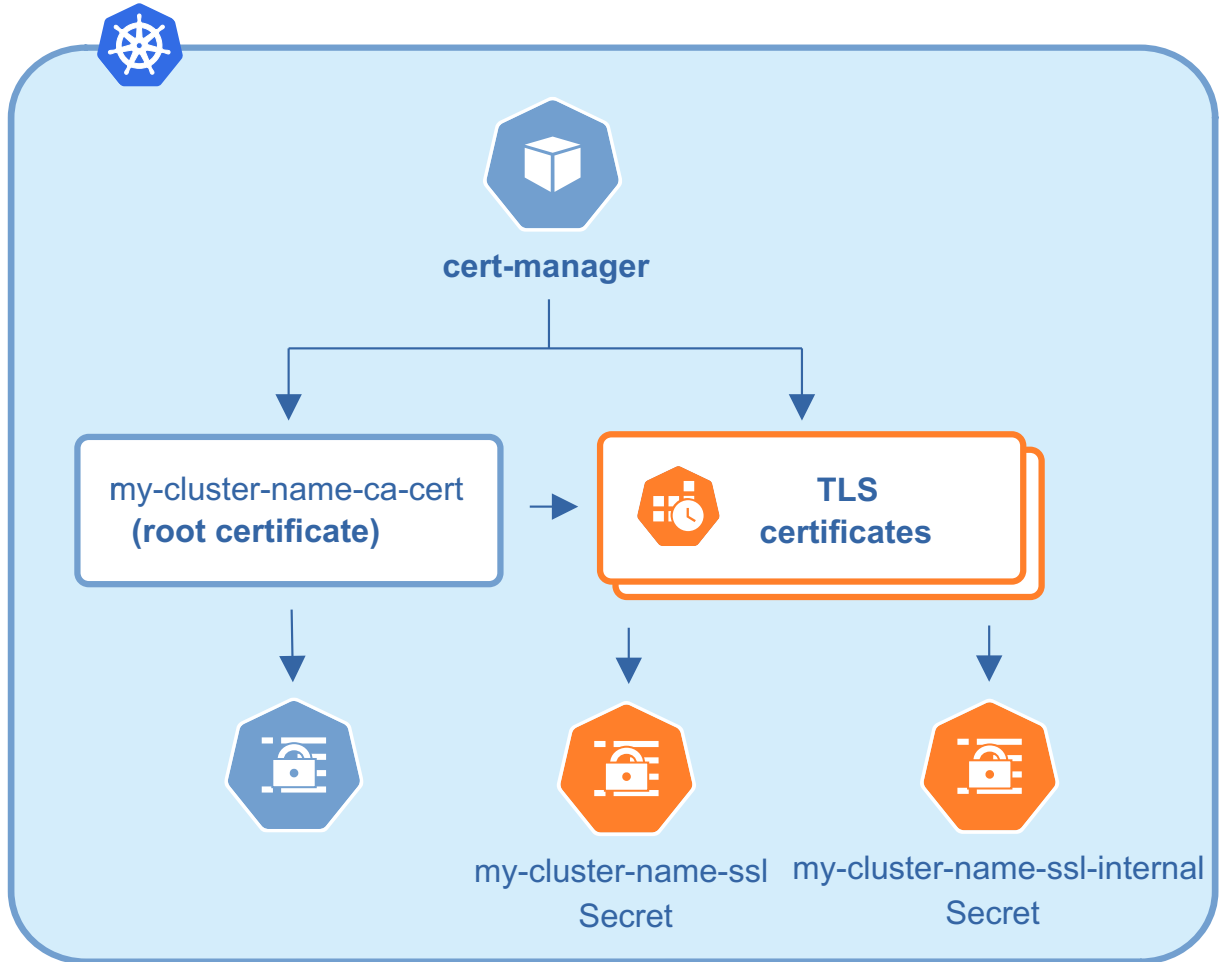 cert-manager
my-cluster-name-ca-cert
(root certificate)
TLS
certificates
my-cluster-name-ssl
Secret
my-cluster-name-ssl-internal
Secret